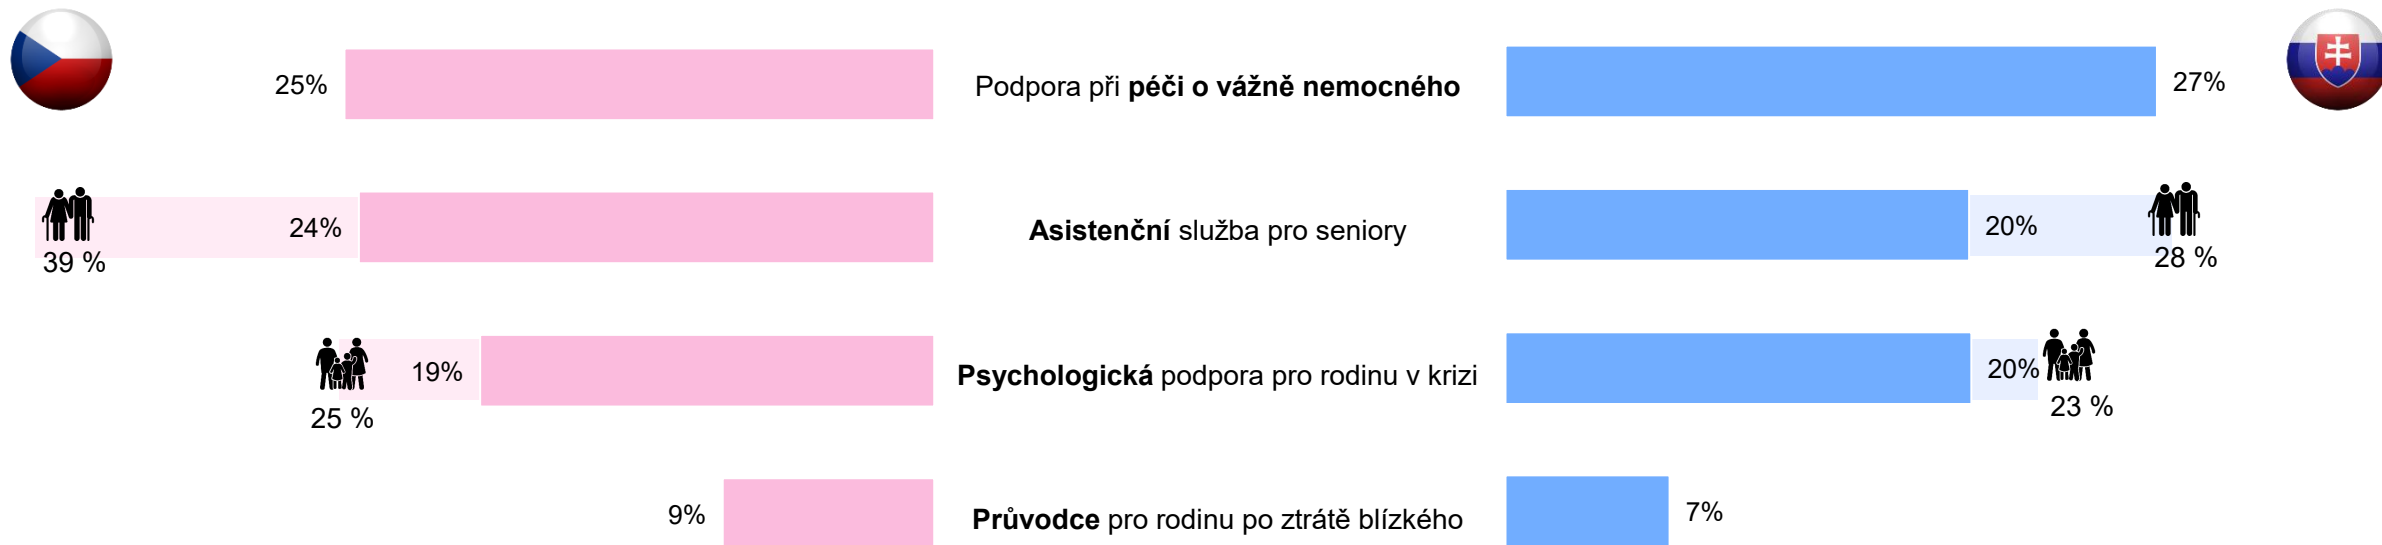 25% Podpora při péči o vážně nemocného 27%
24% Asistenční služba pro seniory 20%
39 % 28 %
19% Psychologická podpora pro rodinu v krizi 20%
25 % 23 %
9% Průvodce pro rodinu po ztrátě blízkého 7%